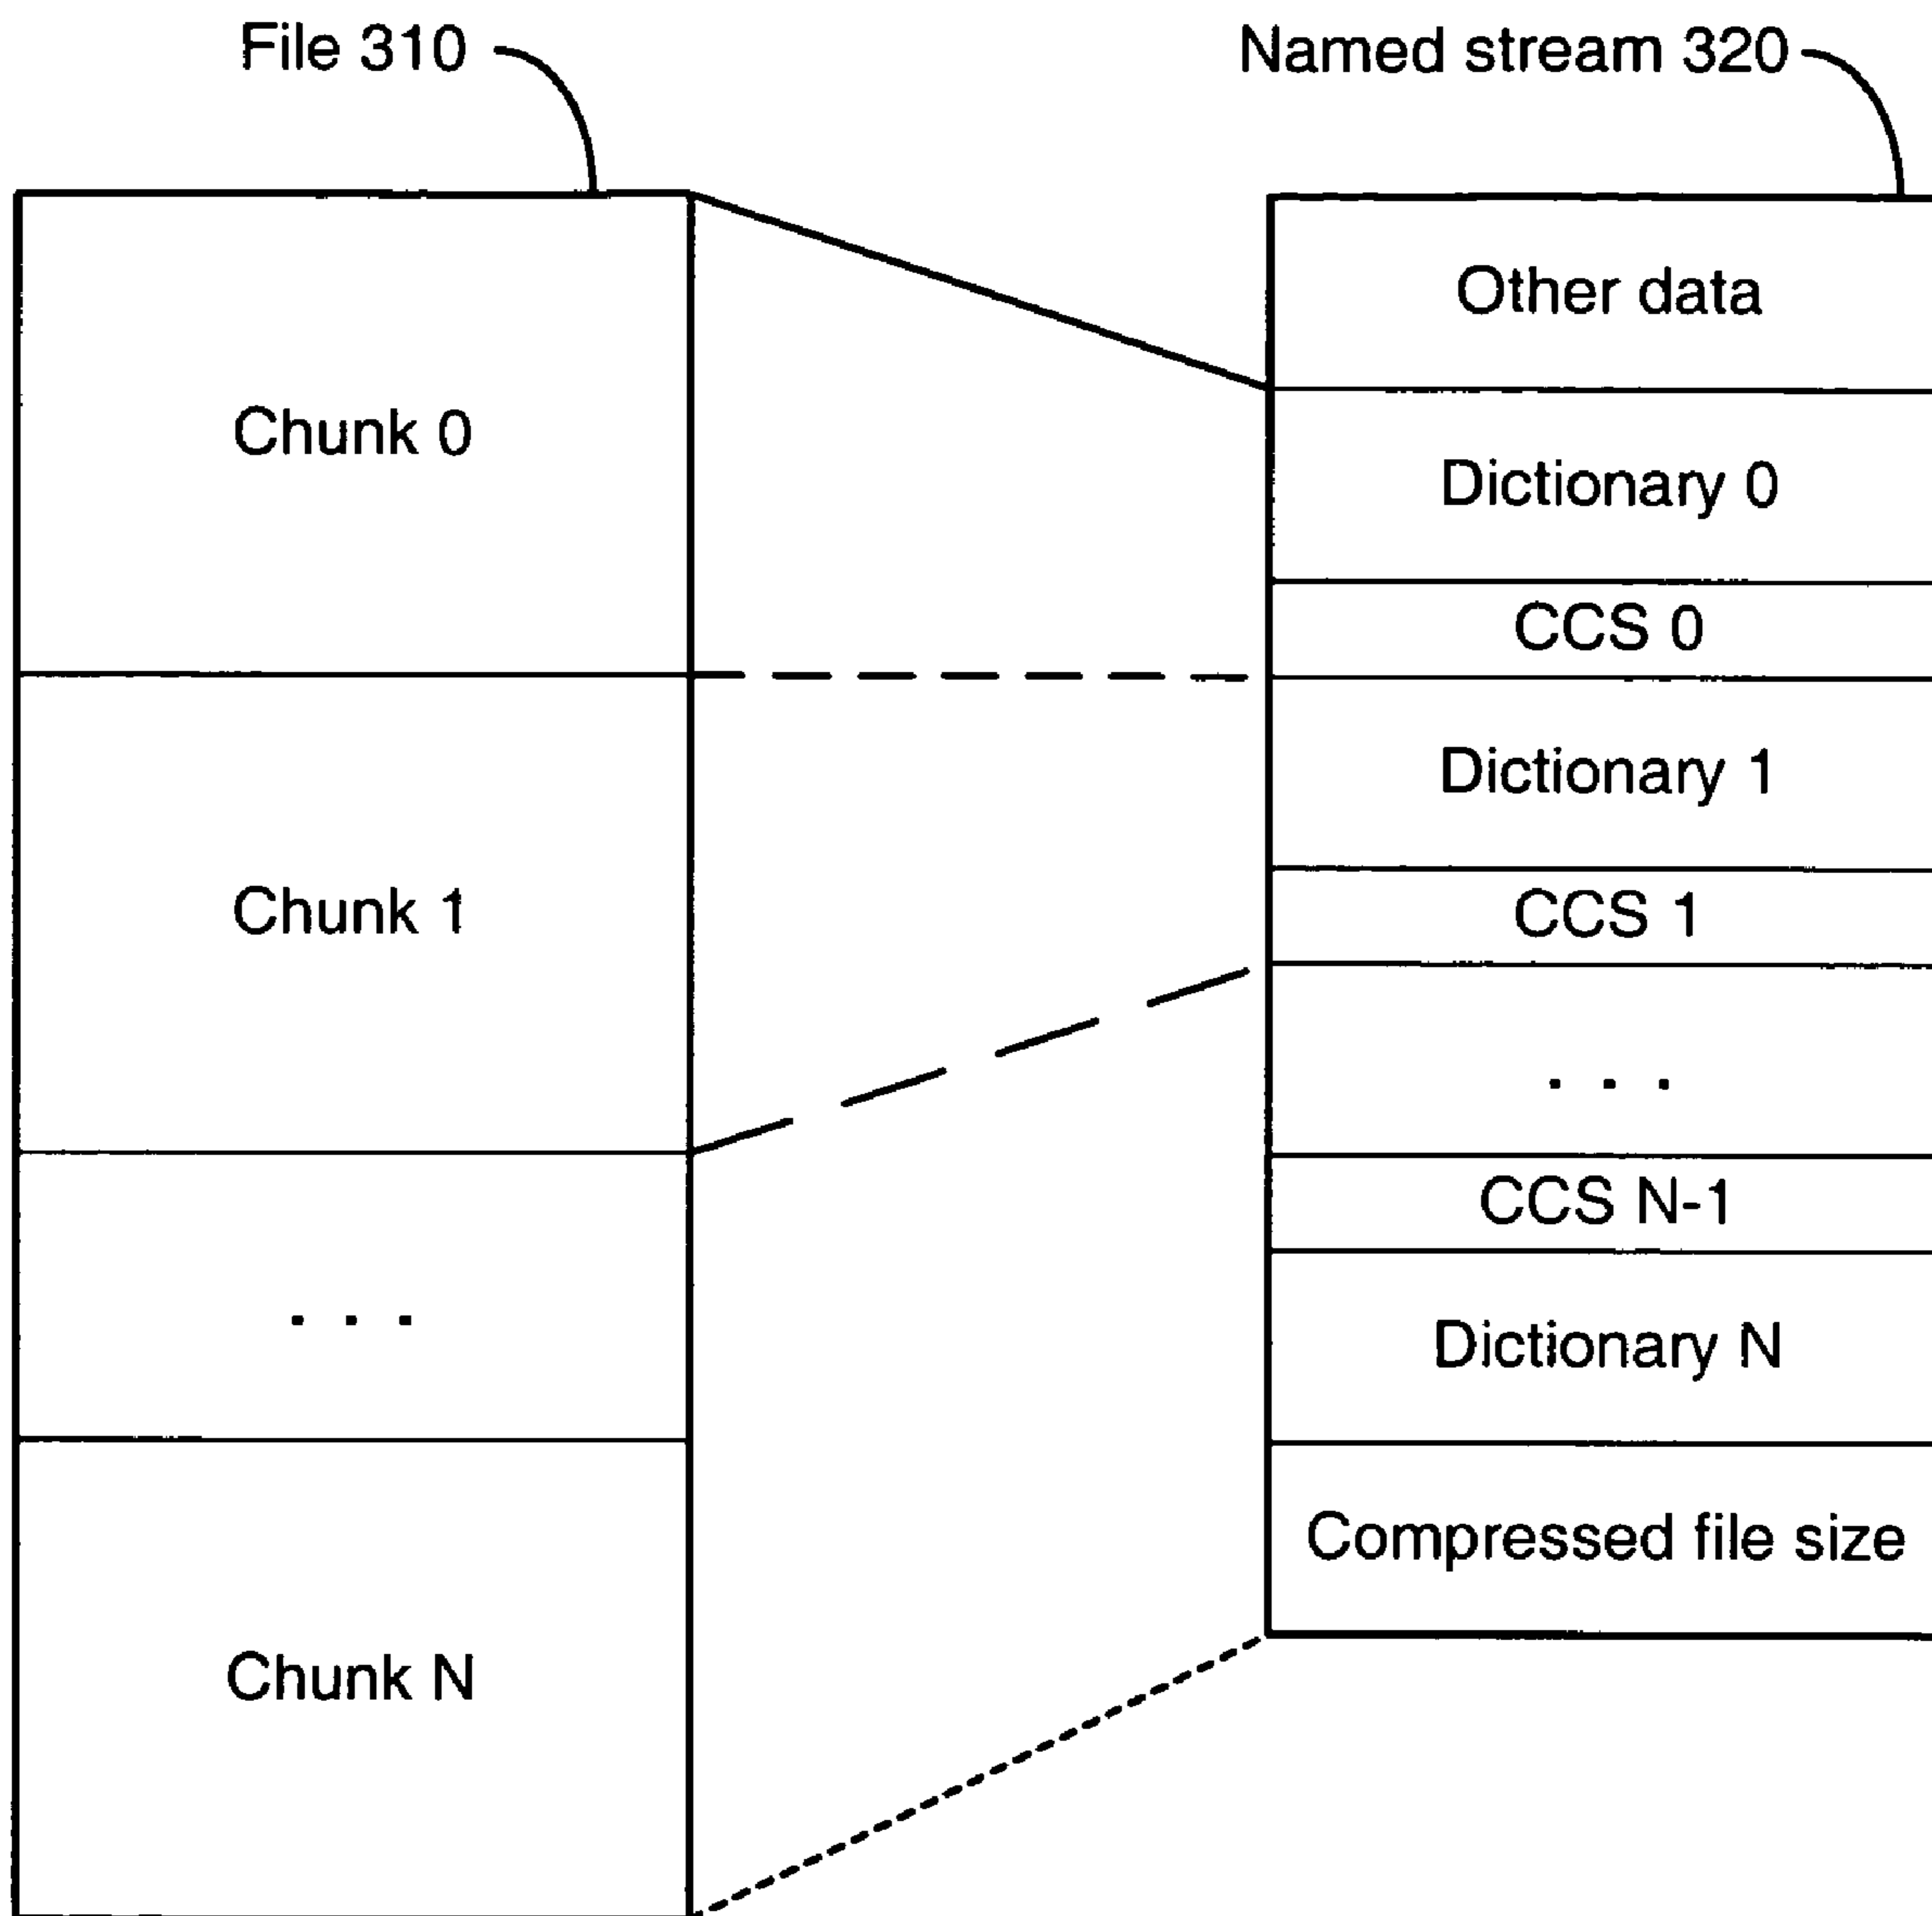 File 310
Named stream 320
Chunk 0
Chunk 1
. . .
Chunk N
Other data
Dictionary 0
CCS 0
Dictionary 1
CCS 1
. . .
CCS N-1
Dictionary N
Compressed file size